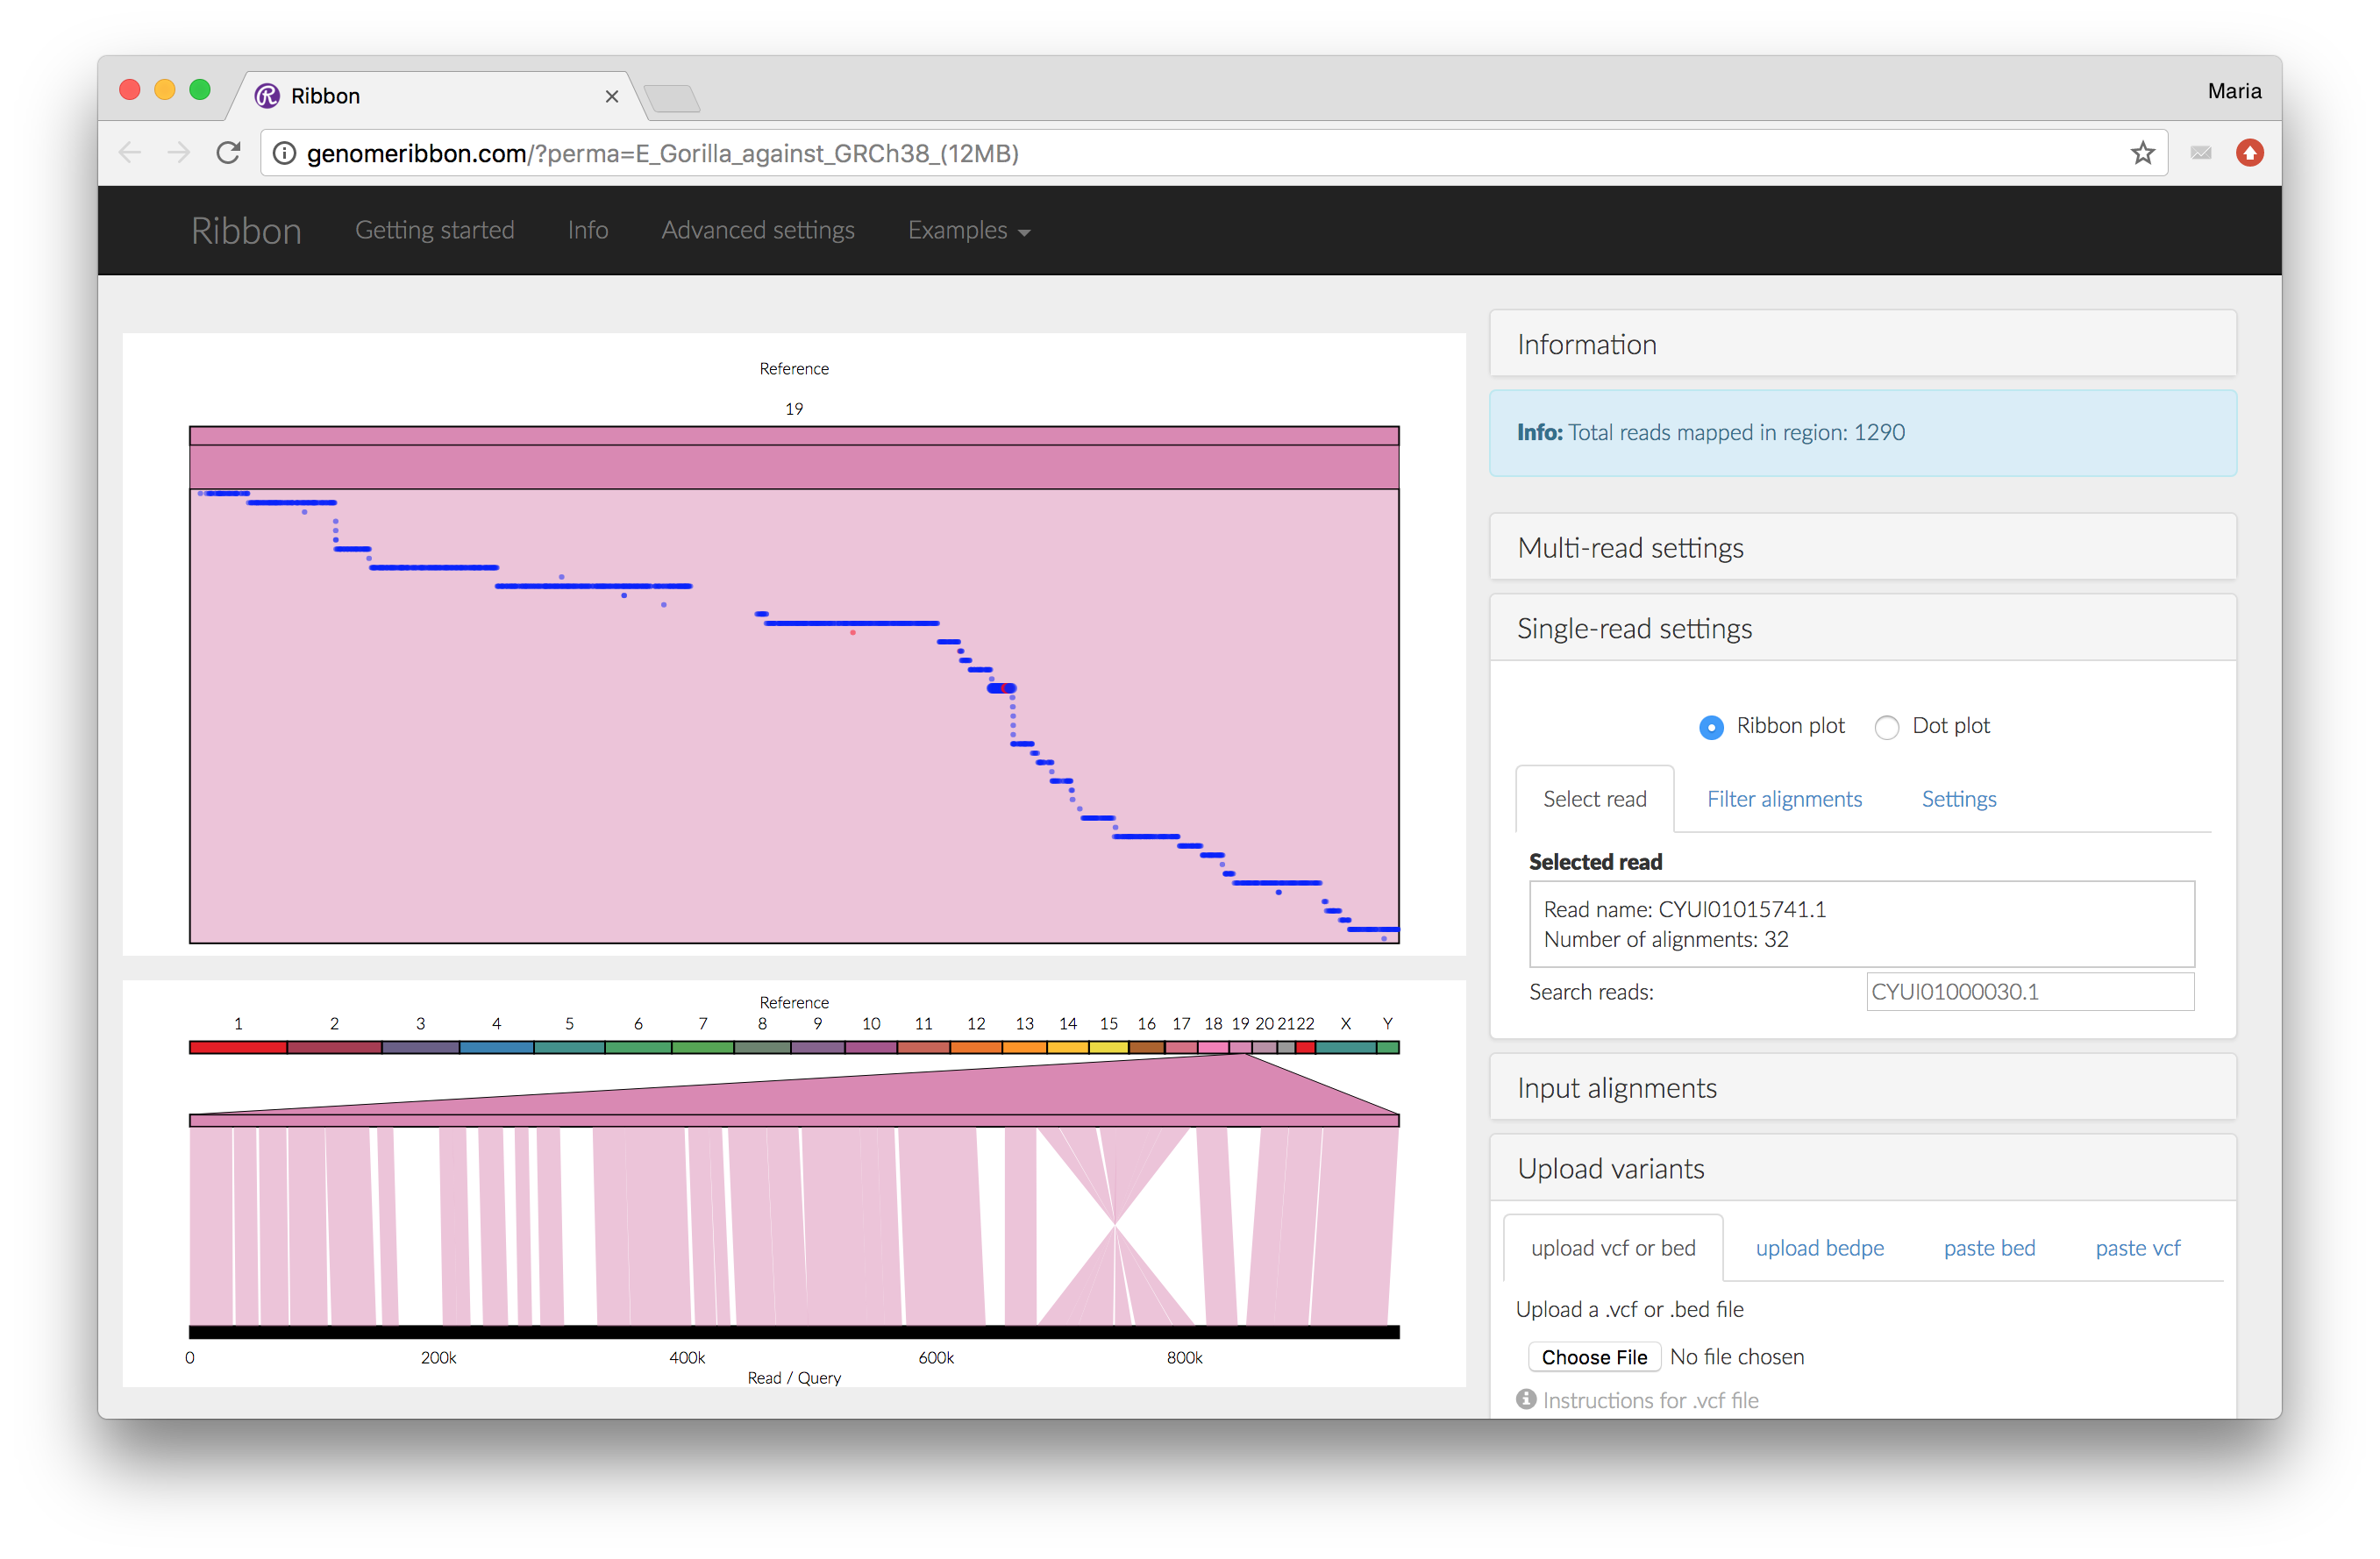 Ribbon
Maria
genomeribbon.com/?perma=E_Gorilla_against_GRCh38_(12MB)
Ribbon Getting started Info Advanced settings Examples
Reference
19
Reference
1 2 3 4 5 6 7 8 9 10 11 12 13 14 15 16 17 18 19 20 21 22 X Y
0 200k 400k 600k 800k
Read / Query
Information
Info: Total reads mapped in region: 1290
Multi-read settings
Single-read settings
Ribbon plot Dot plot
Select read Filter alignments Settings
Selected read
Read name: CYUI01015741.1
Number of alignments: 32
Search reads: CYUI01000030.1
Input alignments
Upload variants
upload vcf or bed upload bedpe paste bed paste vcf
Upload a .vcf or .bed file
Choose File No file chosen
Instructions for .vcf file